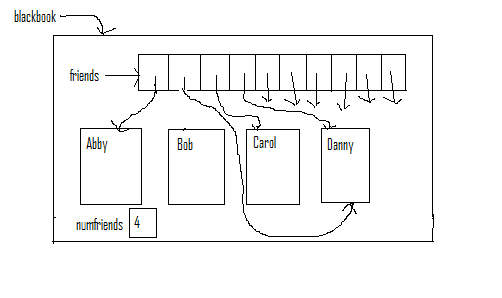 blackbook
friends
Abby
Bob
Carol
Danny
numfriends 4